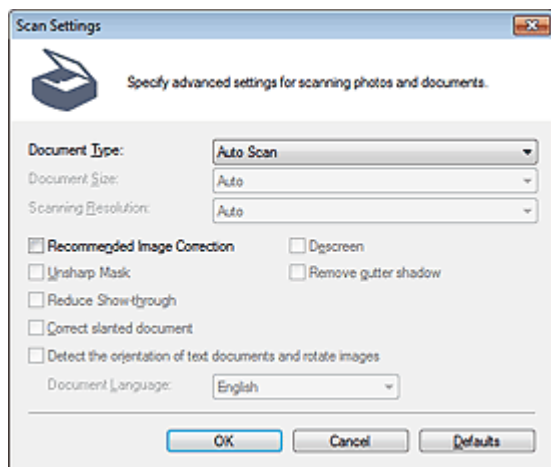 Scan Settings
Specify advanced settings for scanning photos and documents.
Document Type: Auto Scan
Document Size: Auto
Scanning Resolution: Auto
Recommended Image Correction Descreen
Unsharp Mask Remove gutter shadow
Reduce Show-through
Correct slanted document
Detect the orientation of text documents and rotate images
Document Language: English
OK Cancel Defaults